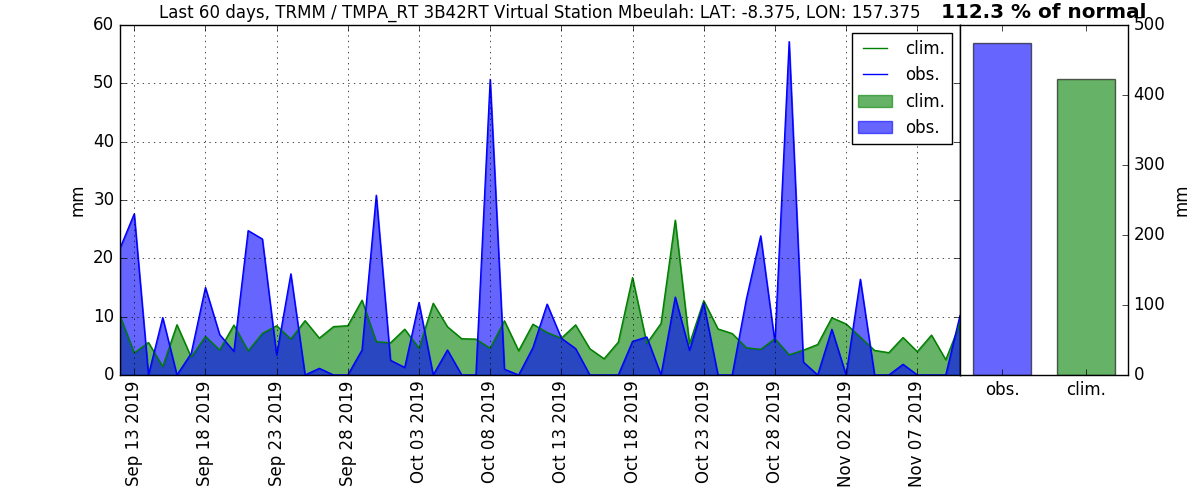 Last 60 days, TRMM / TMPA_RT 3B42RT Virtual Station Mbeulah: LAT: -8.375, LON: 157.375
112.3 % of normal
60
50
40
30
20
10
0
mm
clim.
obs.
clim.
obs.
Sep 13 2019
Sep 18 2019
Sep 23 2019
Sep 28 2019
Oct 03 2019
Oct 08 2019
Oct 13 2019
Oct 18 2019
Oct 23 2019
Oct 28 2019
Nov 02 2019
Nov 07 2019
obs.
clim.
500
400
300
200
100
0
mm